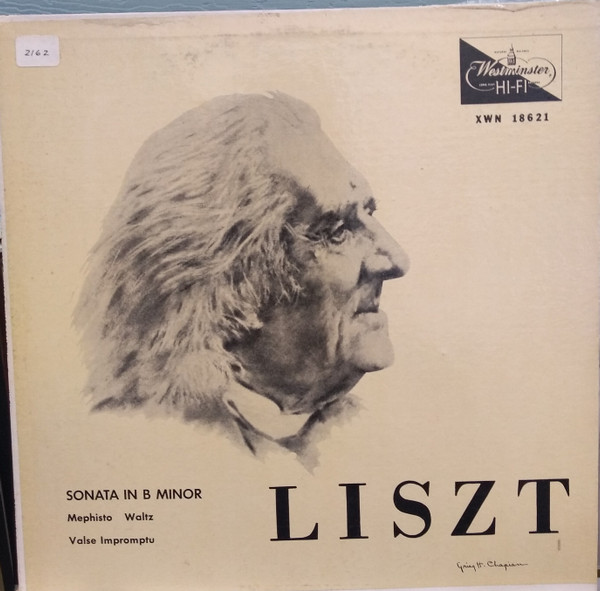 2162
Westminster
HI-FI
XWN 18621
SONATA IN B MINOR
Mephisto Waltz
Valse Impromptu
LISZT